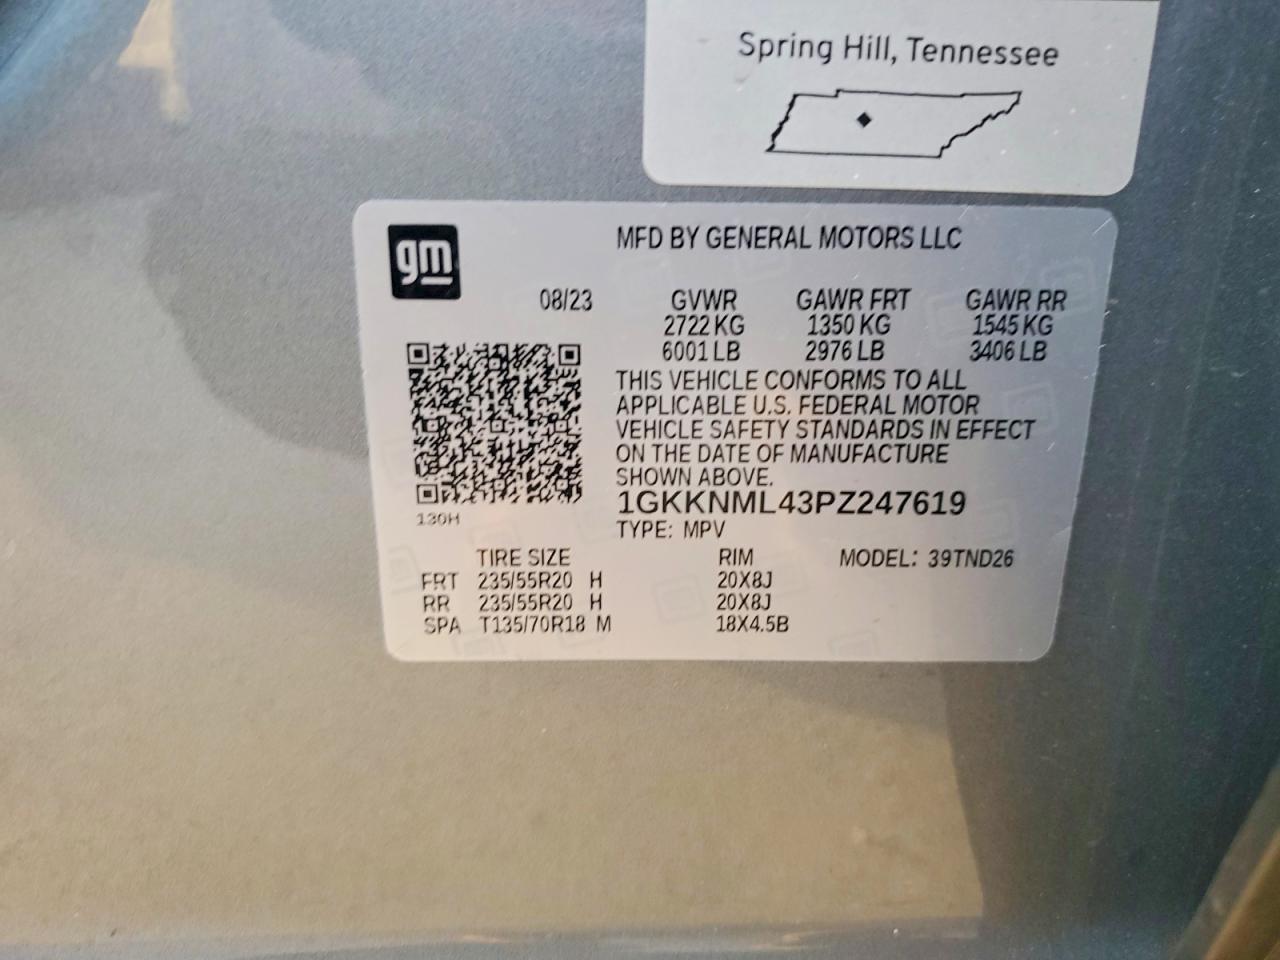 Spring Hill, Tennessee
gm
MFD BY GENERAL MOTORS LLC
08/23 GVWR GAWR FRT GAWR RR
2722 KG 1350 KG 1545 KG
6001 LB 2976 LB 3406 LB
THIS VEHICLE CONFORMS TO ALL
APPLICABLE U.S. FEDERAL MOTOR
VEHICLE SAFETY STANDARDS IN EFFECT
ON THE DATE OF MANUFACTURE
SHOWN ABOVE.
1GKKNML43PZ247619
130H
TYPE: MPV
TIRE SIZE RIM MODEL: 39TND26
FRT 235/55R20 H 20X8J
RR 235/55R20 H 20X8J
SPA T135/70R18 M 18X4.5B